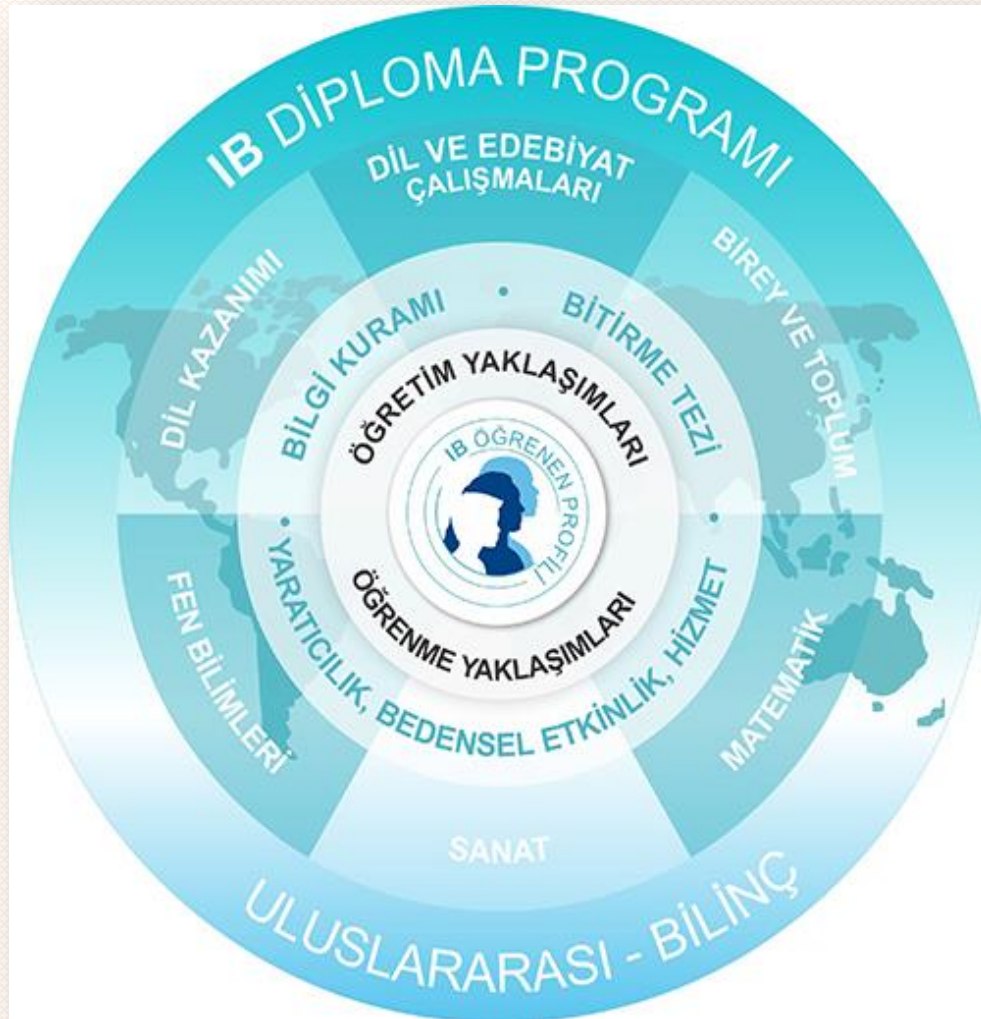 IB DİPLOMA PROGRAMI
DİL VE EDEBİYAT
ÇALIŞMALARI
DİL KAZANIMI
BİREY VE TOPLUM
BİLGİ KURAMI
•
BİTİRME TEZİ
ÖĞRETİM YAKLAŞIMLARI
IB ÖĞRENEN PROFİLİ
ÖĞRENME YAKLAŞIMLARI
• YARATICILIK, BEDENSEL ETKİNLİK, HİZMET •
FEN BİLİMLERİ
MATEMATİK
SANAT
ULUSLARARASI - BİLİNÇ